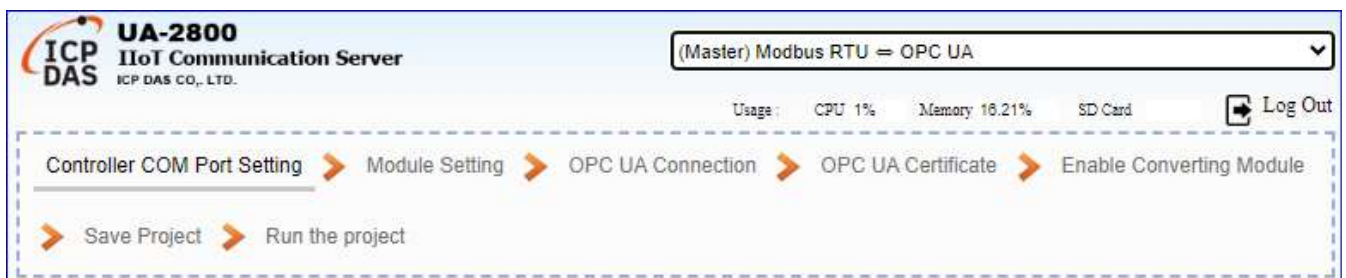 ICP
DAS
UA-2800
IIoT Communication Server
ICP DAS CO,. LTD.
(Master) Modbus RTU ⇔ OPC UA
Usage : CPU 1% Memory 16.21% SD Card Log Out
Controller COM Port Setting Module Setting OPC UA Connection OPC UA Certificate Enable Converting Module
Save Project Run the project